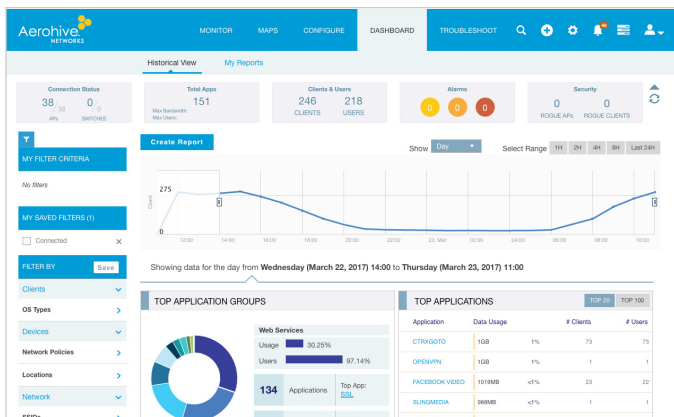 Aerohive
NETWORKS
MONITOR MAPS CONFIGURE DASHBOARD TROUBLESHOOT
Historical View My Reports
Connection Status
38 / 38 0 / 0
APs SWITCHES
Total Apps
151
Max Bandwidth:
Max Users:
Clients & Users
246 218
CLIENTS USERS
Alarms
0 0 0
Security
0 0
ROGUE APs ROGUE CLIENTS
MY FILTER CRITERIA
No filters
MY SAVED FILTERS (1)
Connected
FILTER BY Save
Clients
OS Types
Devices
Network Policies
Locations
Network
SSIDs
Create Report
Show Day Select Range 1H 2H 4H 8H Last 24H
Client
275
0
12:00 14:00 16:00 18:00 20:00 22:00 23. Mar 02:00 04:00 06:00 08:00 10:00
Showing data for the day from Wednesday (March 22, 2017) 14:00 to Thursday (March 23, 2017) 11:00
TOP APPLICATION GROUPS
Web Services
Usage 30.25%
Users 97.14%
134 Applications Top App:
SSL
TOP APPLICATIONS TOP 20 TOP 100
Application Data Usage # Clients # Users
CTRXGOTO 1GB 1% 73 73
OPENVPN 1GB 1% 1 1
FACEBOOK VIDEO 1019MB <1% 23 22
SLINGMEDIA 988MB <1% 1 1